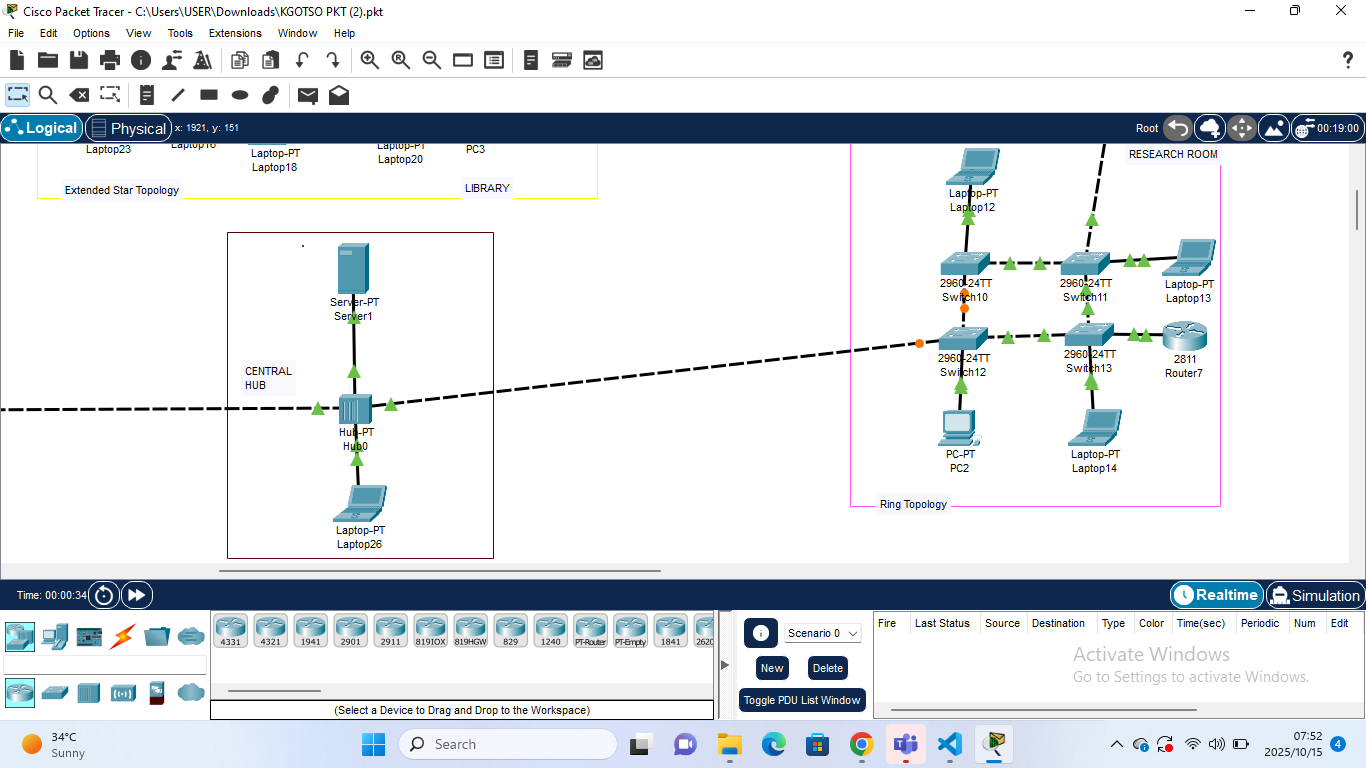 Cisco Packet Tracer - C:\Users\USER\Downloads\KGOTSO PKT (2).pkt
File Edit Options View Tools Extensions Window Help
?
Logical Physical x: 1921, y: 151 Root 00:19:00
Laptop23
Laptop16
Laptop-PT
Laptop18
Laptop-PT
Laptop20
PC3
Extended Star Topology
LIBRARY
RESEARCH ROOM
Laptop-PT
Laptop12
Server-PT
Server1
CENTRAL
HUB
Hub-PT
Hub0
Laptop-PT
Laptop26
2960-24TT
Switch10
2960-24TT
Switch11
Laptop-PT
Laptop13
2960-24TT
Switch12
2960-24TT
Switch13
2811
Router7
PC-PT
PC2
Laptop-PT
Laptop14
Ring Topology
Time: 00:00:34
Realtime Simulation
4331 4321 1941 2901 2911 819IOX 819HGW 829 1240 PT-Router PT-Empty 1841 2620
(Select a Device to Drag and Drop to the Workspace)
Scenario 0
New Delete
Toggle PDU List Window
Fire Last Status Source Destination Type Color Time(sec) Periodic Num Edit
Activate Windows
Go to Settings to activate Windows.
34°C
Sunny
Search
07:52
2025/10/15
4